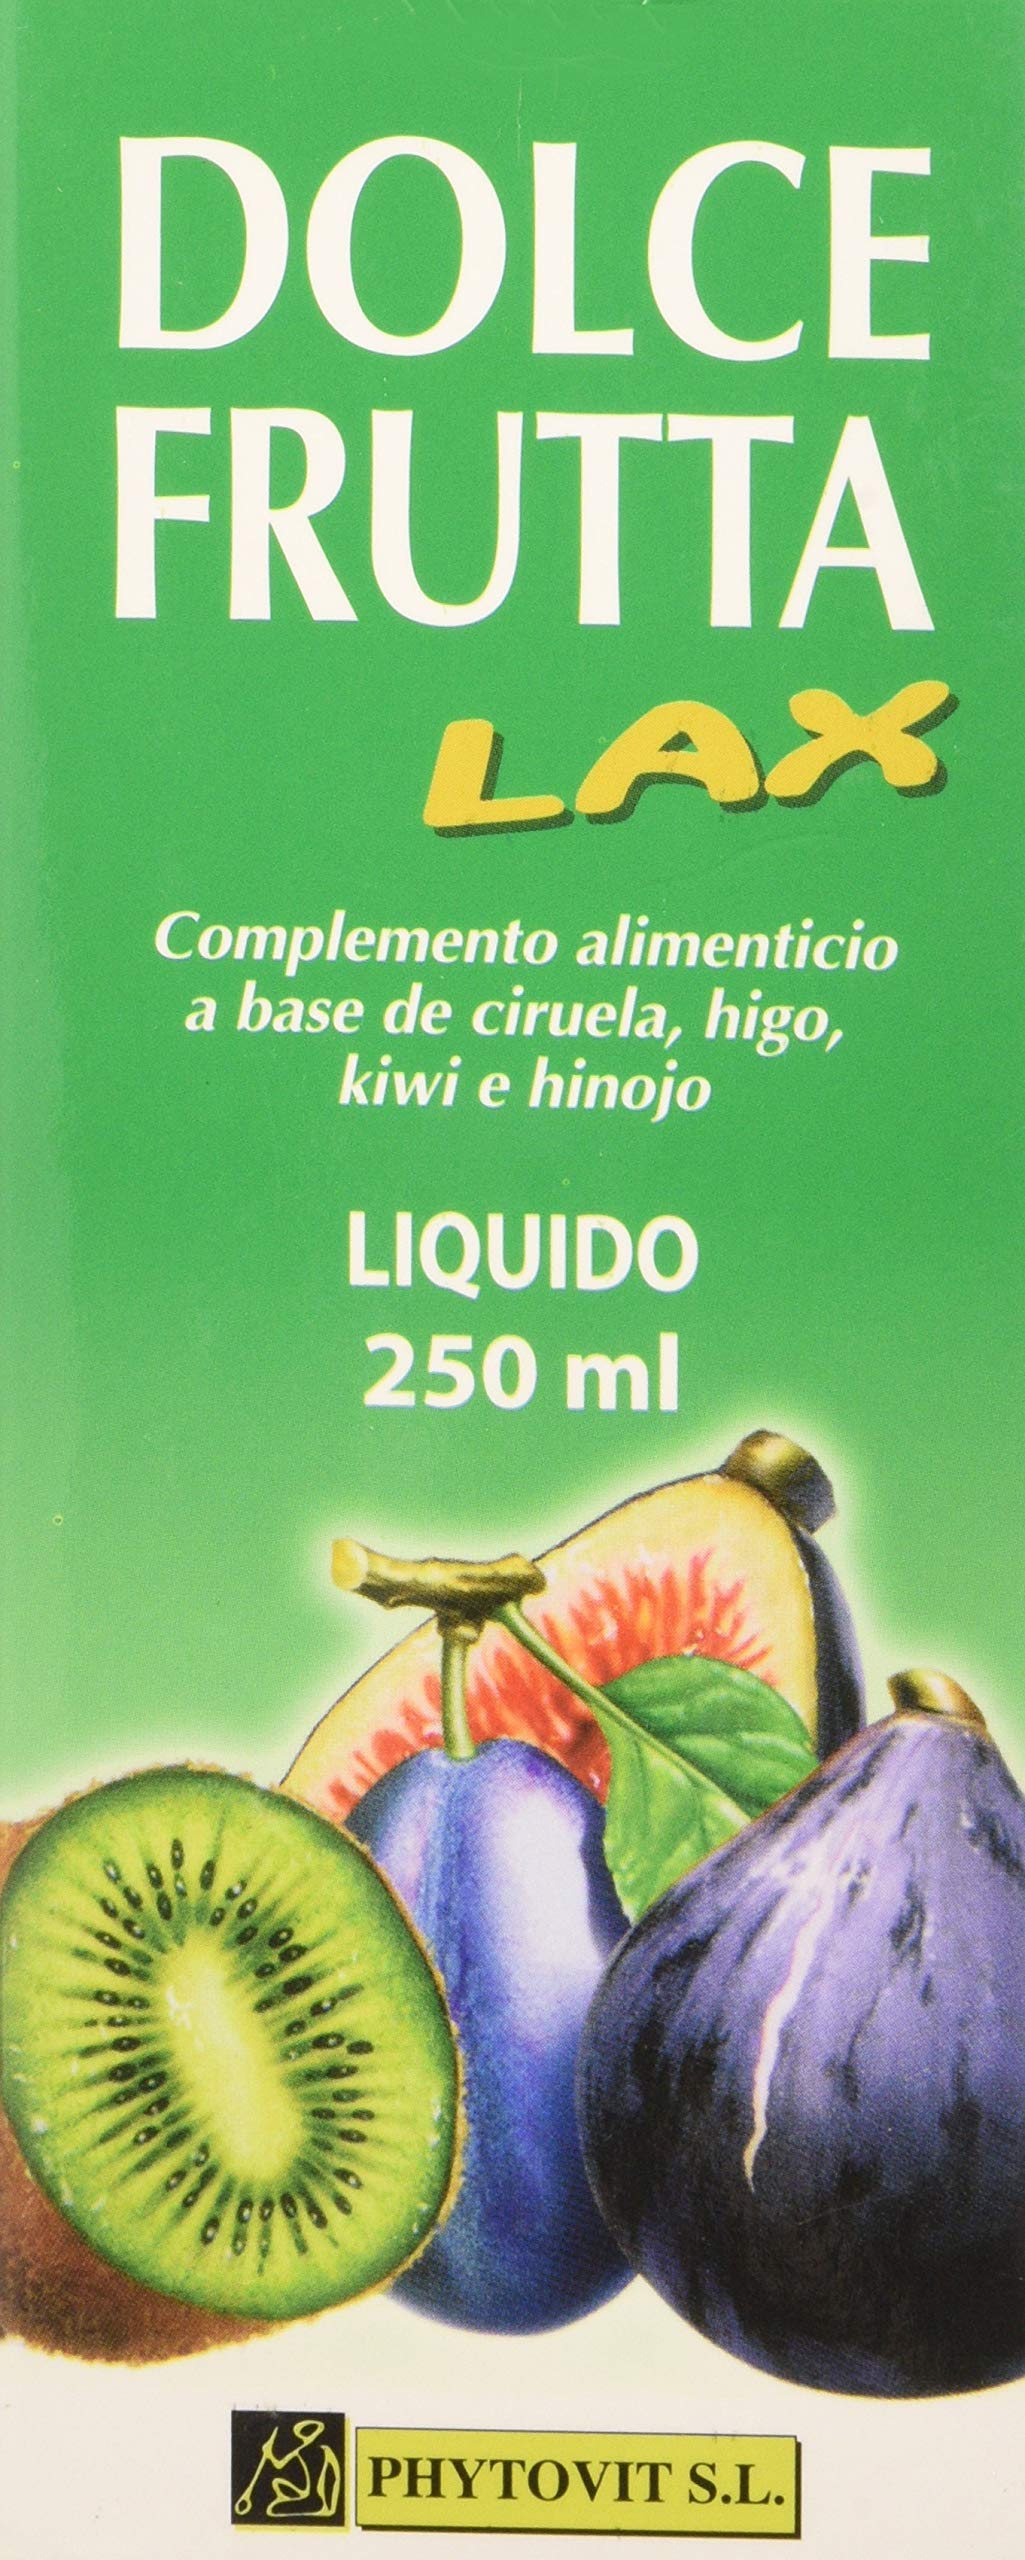 DOLCE
FRUTTA
LAX
Complemento alimenticio
a base de ciruela, higo,
kiwi e hinojo
LIQUIDO
250 ml
PHYTOVIT S.L.